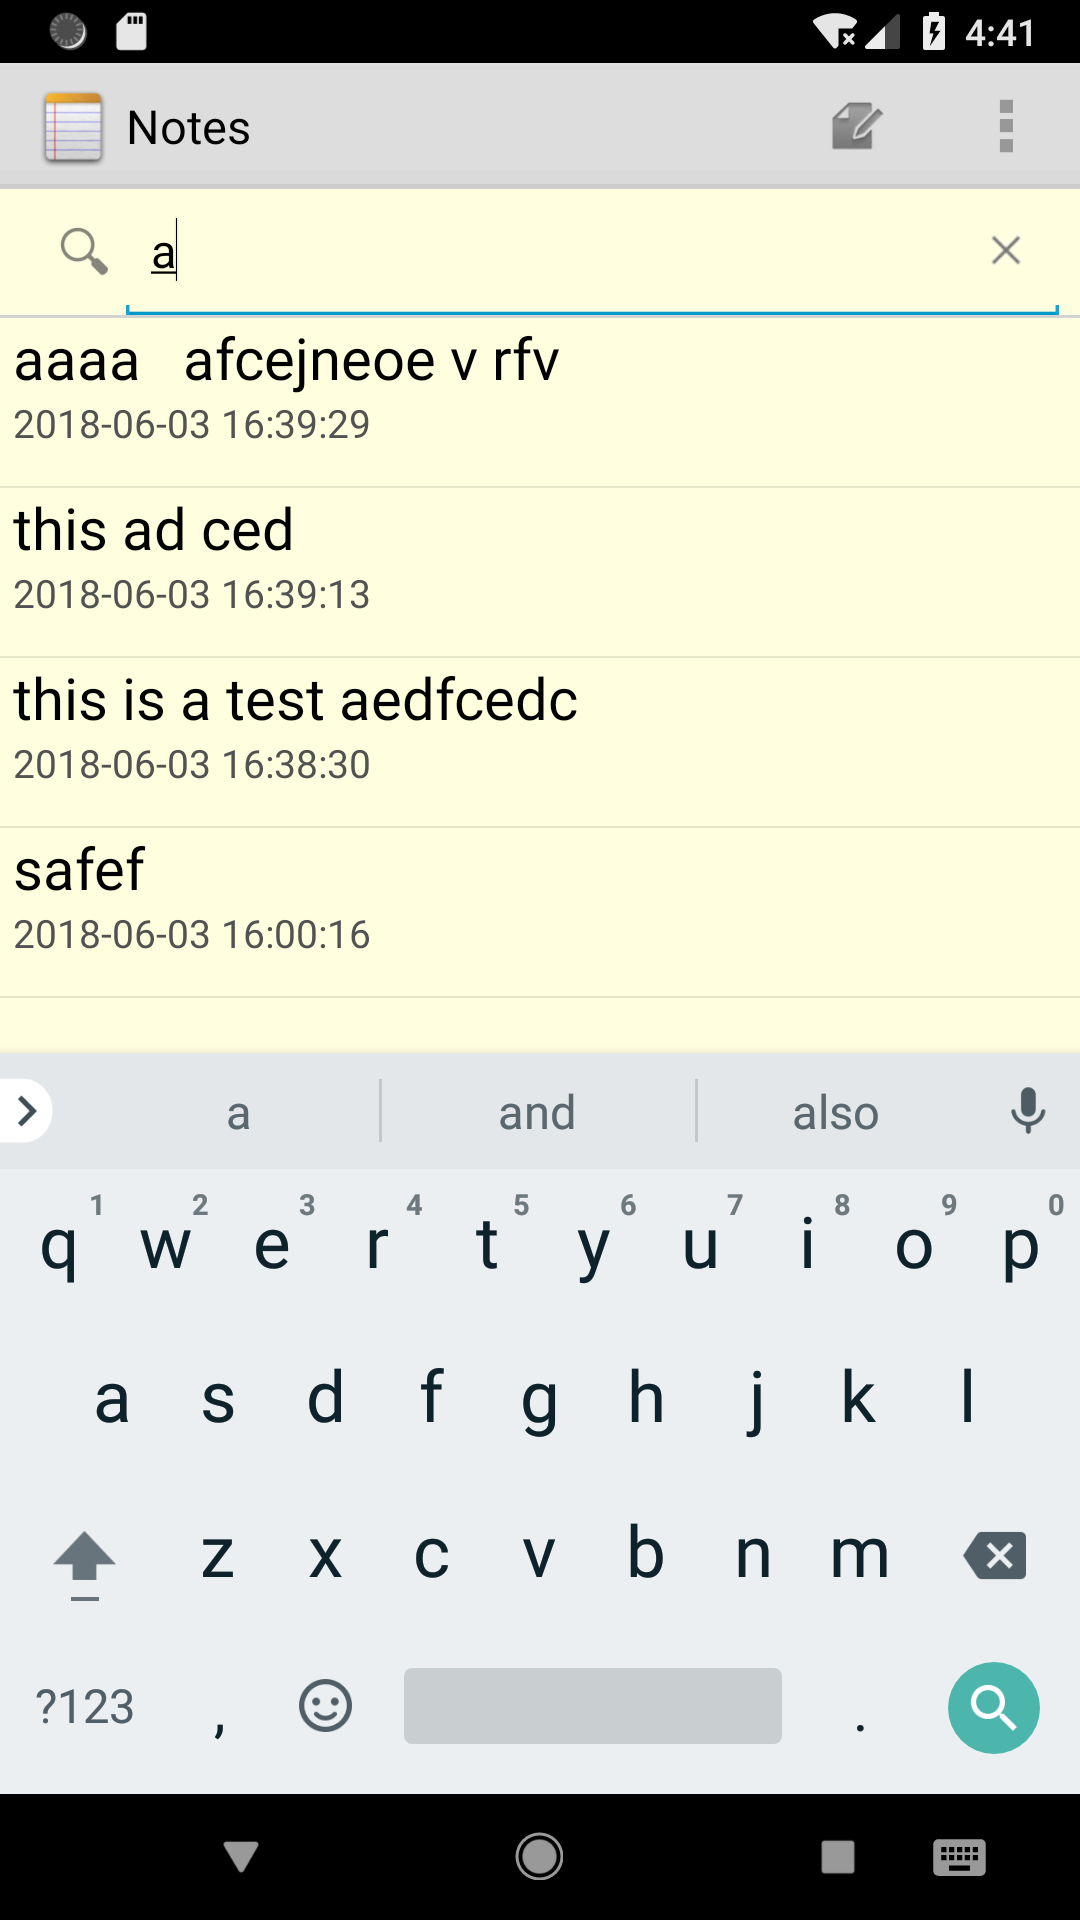 4:41
Notes
a
aaaa   afcejneoe v rfv
2018-06-03 16:39:29
this ad ced
2018-06-03 16:39:13
this is a test aedfcedc
2018-06-03 16:38:30
safef
2018-06-03 16:00:16
a and also
1 2 3 4 5 6 7 8 9 0
q w e r t y u i o p
a s d f g h j k l
z x c v b n m
?123 , .